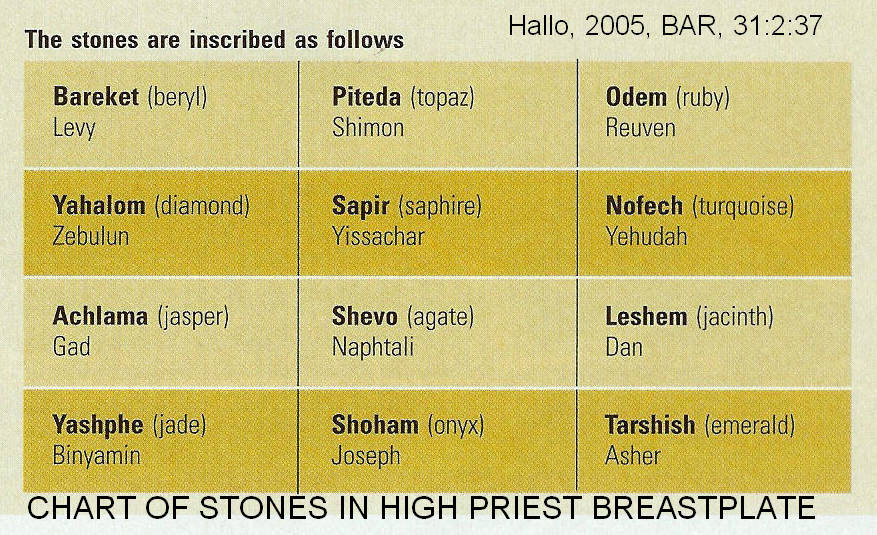 Hallo, 2005, BAR, 31:2:37
The stones are inscribed as follows
Bareket (beryl)
Levy
Piteda (topaz)
Shimon
Odem (ruby)
Reuven
Yahalom (diamond)
Zebulun
Sapir (saphire)
Yissachar
Nofech (turquoise)
Yehudah
Achlama (jasper)
Gad
Shevo (agate)
Naphtali
Leshem (jacinth)
Dan
Yashphe (jade)
Binyamin
Shoham (onyx)
Joseph
Tarshish (emerald)
Asher
CHART OF STONES IN HIGH PRIEST BREASTPLATE